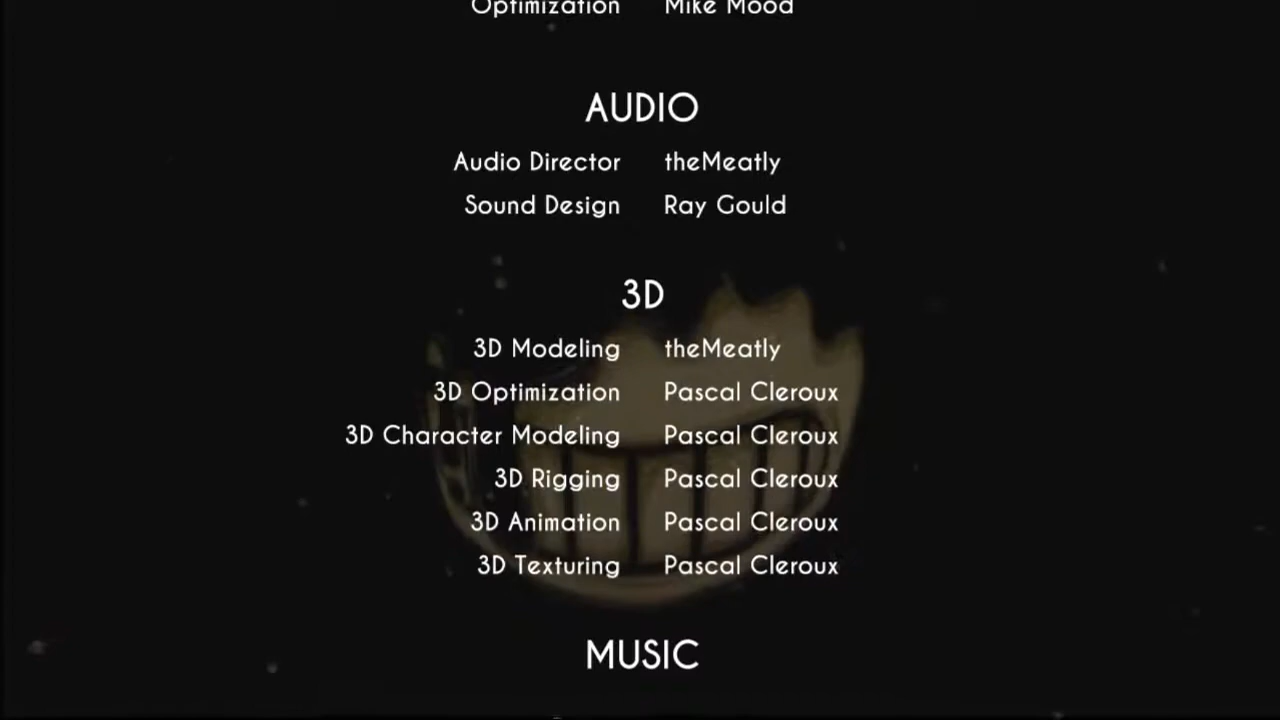 Optimization Mike Mood
AUDIO
Audio Director theMeatly
Sound Design Ray Gould
3D
3D Modeling theMeatly
3D Optimization Pascal Cleroux
3D Character Modeling Pascal Cleroux
3D Rigging Pascal Cleroux
3D Animation Pascal Cleroux
3D Texturing Pascal Cleroux
MUSIC